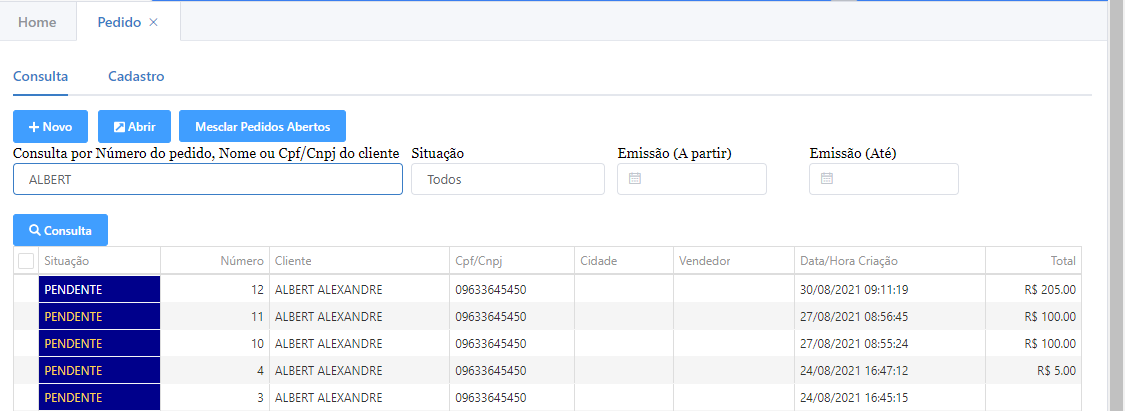 Home Pedido ×
Consulta Cadastro
+ Novo Abrir Mesclar Pedidos Abertos
Consulta por Número do pedido, Nome ou Cpf/Cnpj do cliente Situação Emissão (A partir) Emissão (Até)
ALBERT Todos
Consulta
Situação Número Cliente Cpf/Cnpj Cidade Vendedor Data/Hora Criação Total
PENDENTE 12 ALBERT ALEXANDRE 09633645450 30/08/2021 09:11:19 R$ 205.00
PENDENTE 11 ALBERT ALEXANDRE 09633645450 27/08/2021 08:56:45 R$ 100.00
PENDENTE 10 ALBERT ALEXANDRE 09633645450 27/08/2021 08:55:24 R$ 100.00
PENDENTE 4 ALBERT ALEXANDRE 09633645450 24/08/2021 16:47:12 R$ 5.00
PENDENTE 3 ALBERT ALEXANDRE 09633645450 24/08/2021 16:45:15